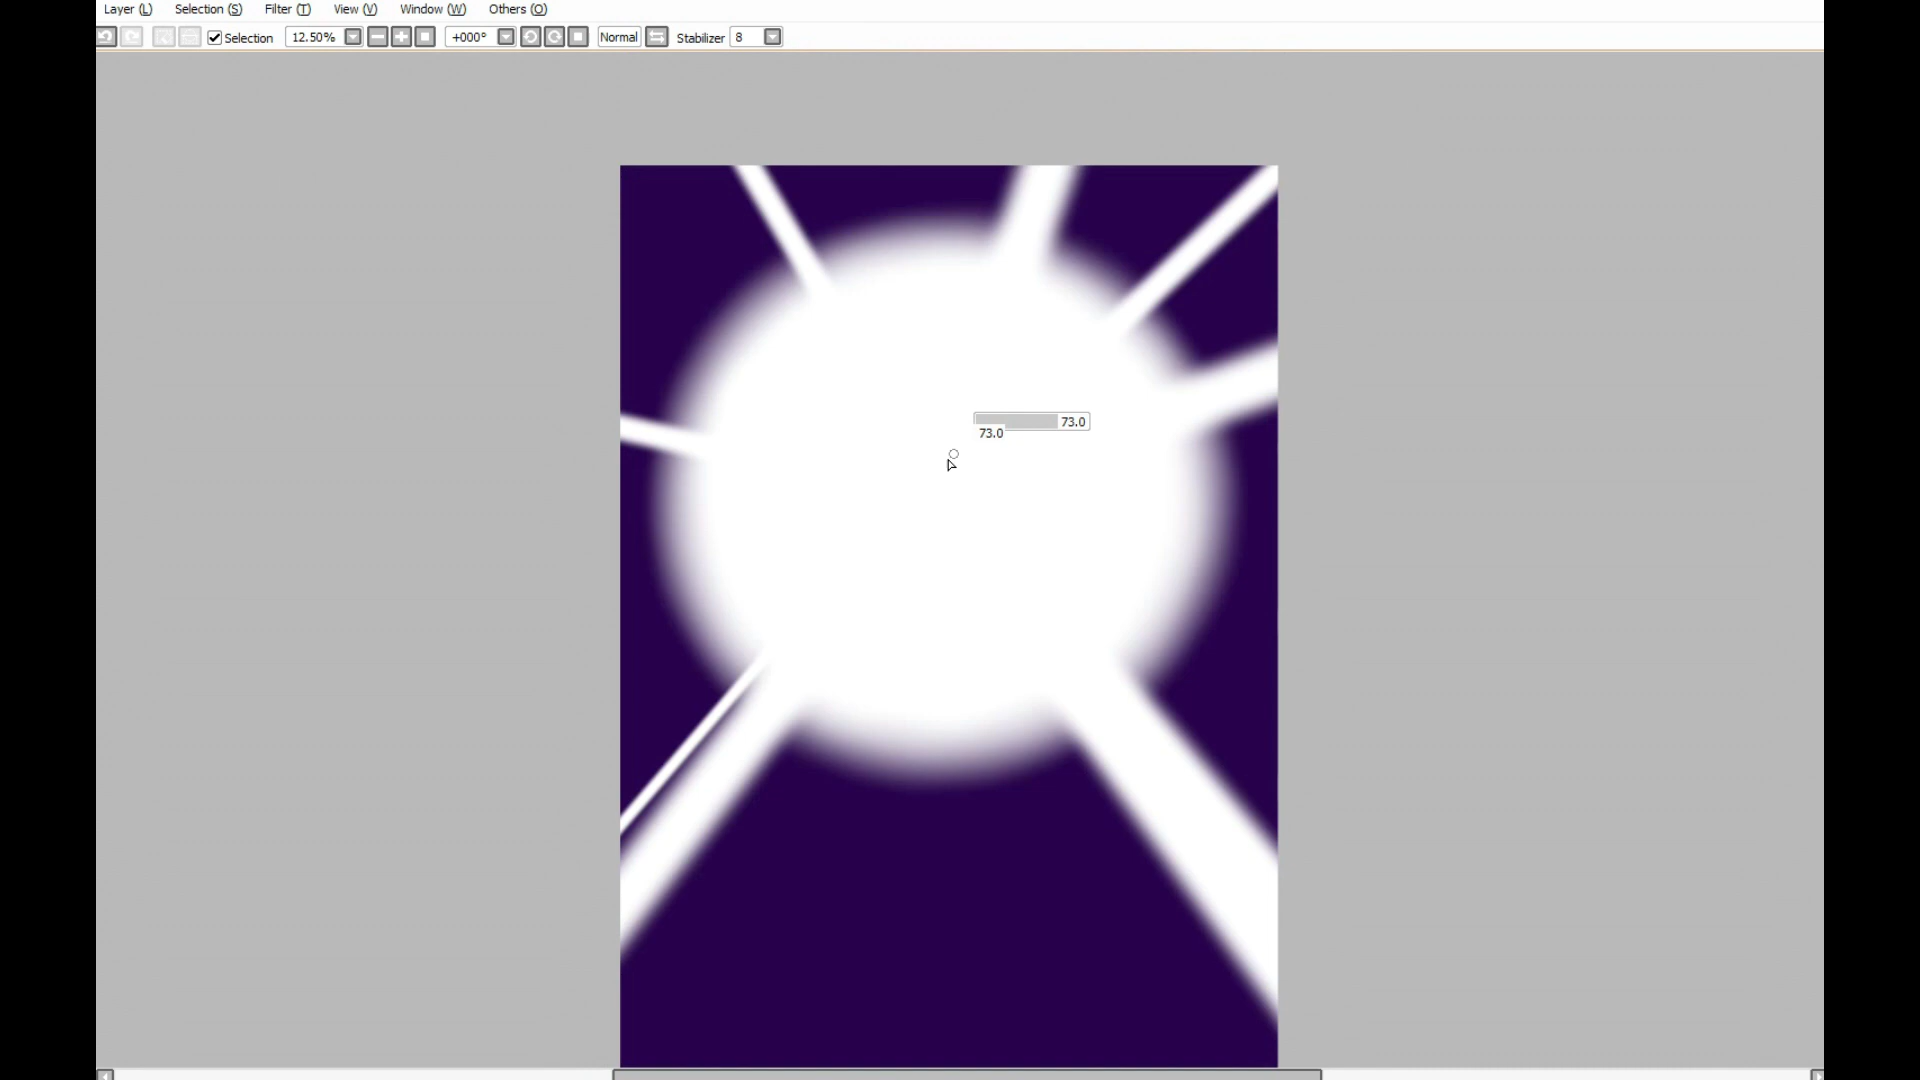 Layer (L) Selection (S) Filter (T) View (V) Window (W) Others (O)
Selection 12.50% +000° Normal Stabilizer 8
73.0
73.0